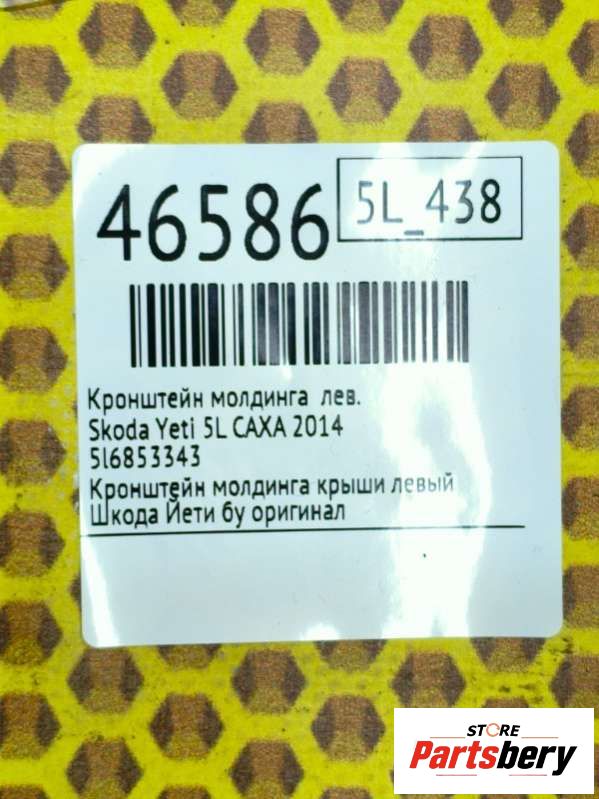 46586
5L_438
Кронштейн молдинга лев.
Skoda Yeti 5L CAXA 2014
5l6853343
Кронштейн молдинга крыши левый
Шкода Йети бу оригинал
STORE
Partsbery